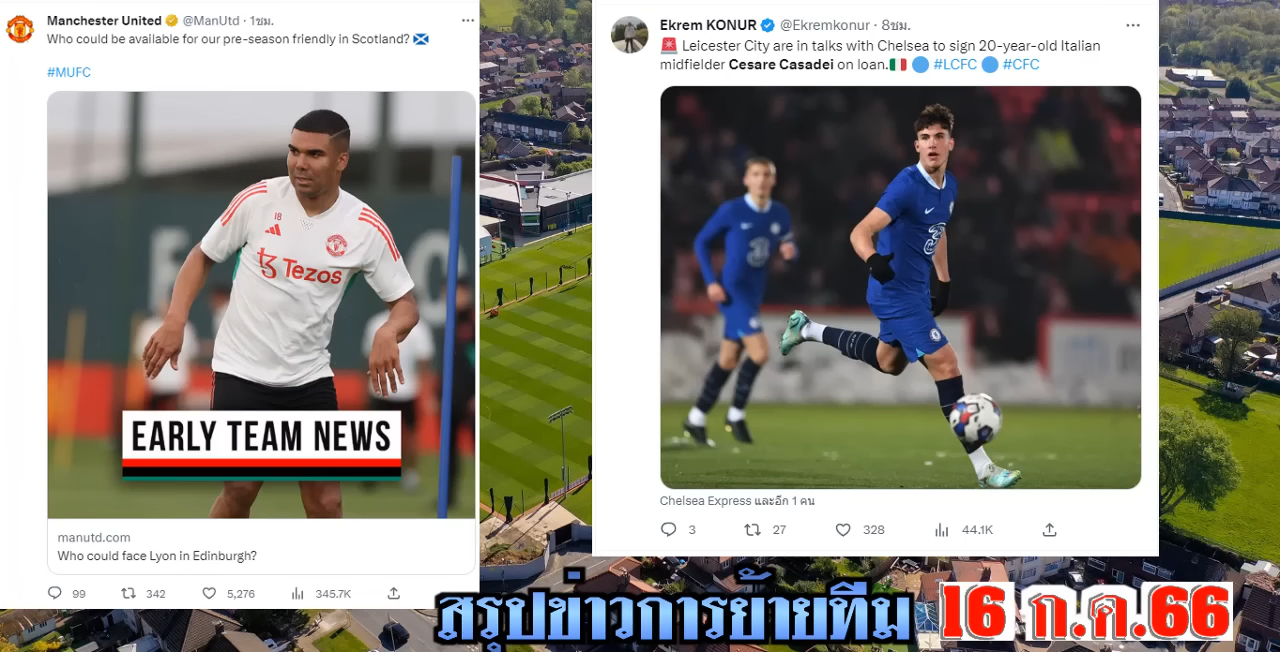 Manchester United @ManUtd · 1ชม.
Who could be available for our pre-season friendly in Scotland?
#MUFC
18
Tezos
EARLY TEAM NEWS
manutd.com
Who could face Lyon in Edinburgh?
99 342 5,276 345.7K
Ekrem KONUR @Ekremkonur · 8ชม.
🚨 Leicester City are in talks with Chelsea to sign 20-year-old Italian
midfielder Cesare Casadei on loan.🇮🇹 🔵 #LCFC 🔵 #CFC
3
Chelsea Express และอีก 1 คน
3 27 328 44.1K
สรุปข่าวการย้ายทีม 16 ก.ค.66